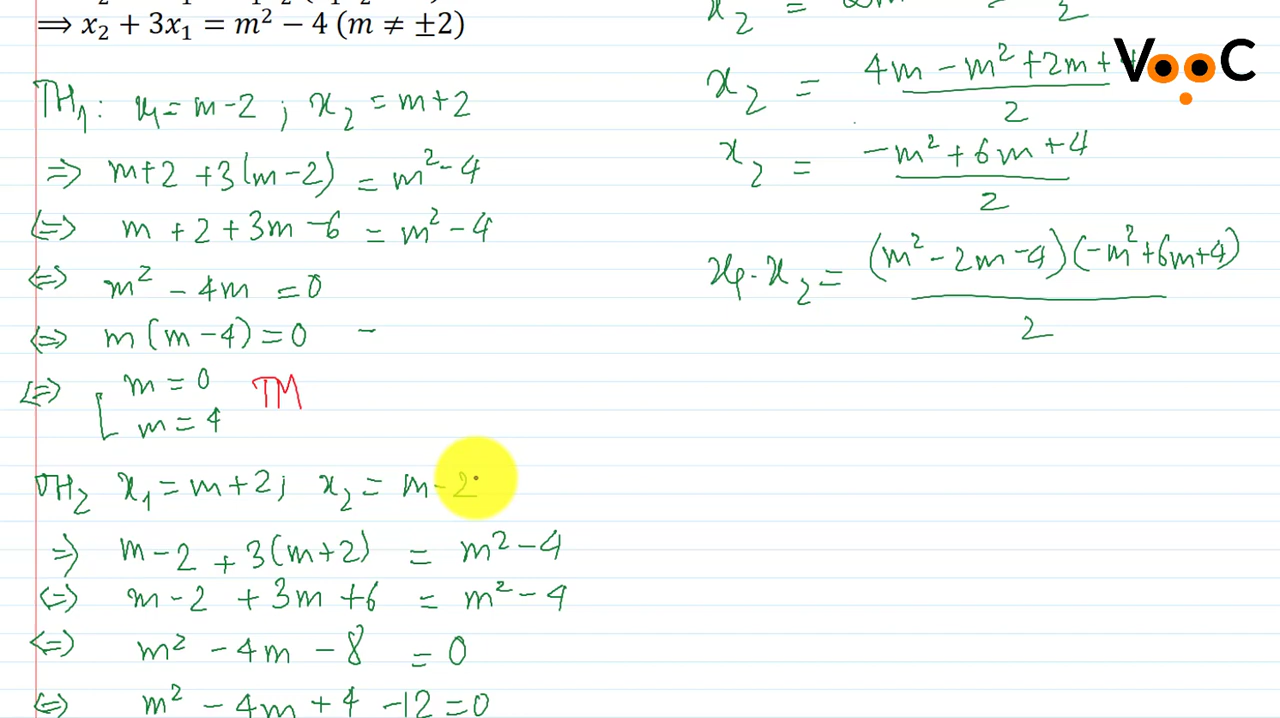 ⟹ x₂ + 3x₁ = m² − 4 (m ≠ ±2)
TH₁: x₁ = m − 2 ; x₂ = m + 2
=> m + 2 + 3(m − 2) = m² − 4
<=> m + 2 + 3m − 6 = m² − 4
<=> m² − 4m = 0
<=> m(m − 4) = 0 −
<=> [ m = 0 TM
m = 4
TH₂ x₁ = m + 2; x₂ = m − 2
=> m − 2 + 3(m + 2) = m² − 4
<=> m − 2 + 3m + 6 = m² − 4
<=> m² − 4m − 8 = 0
<=> m² − 4m + 4 − 12 = 0
VooC
x₂ = (4m − m² + 2m + 4)/2
x₂ = (−m² + 6m + 4)/2
x₁·x₂ = (m² − 2m − 4)(−m² + 6m + 4)/2